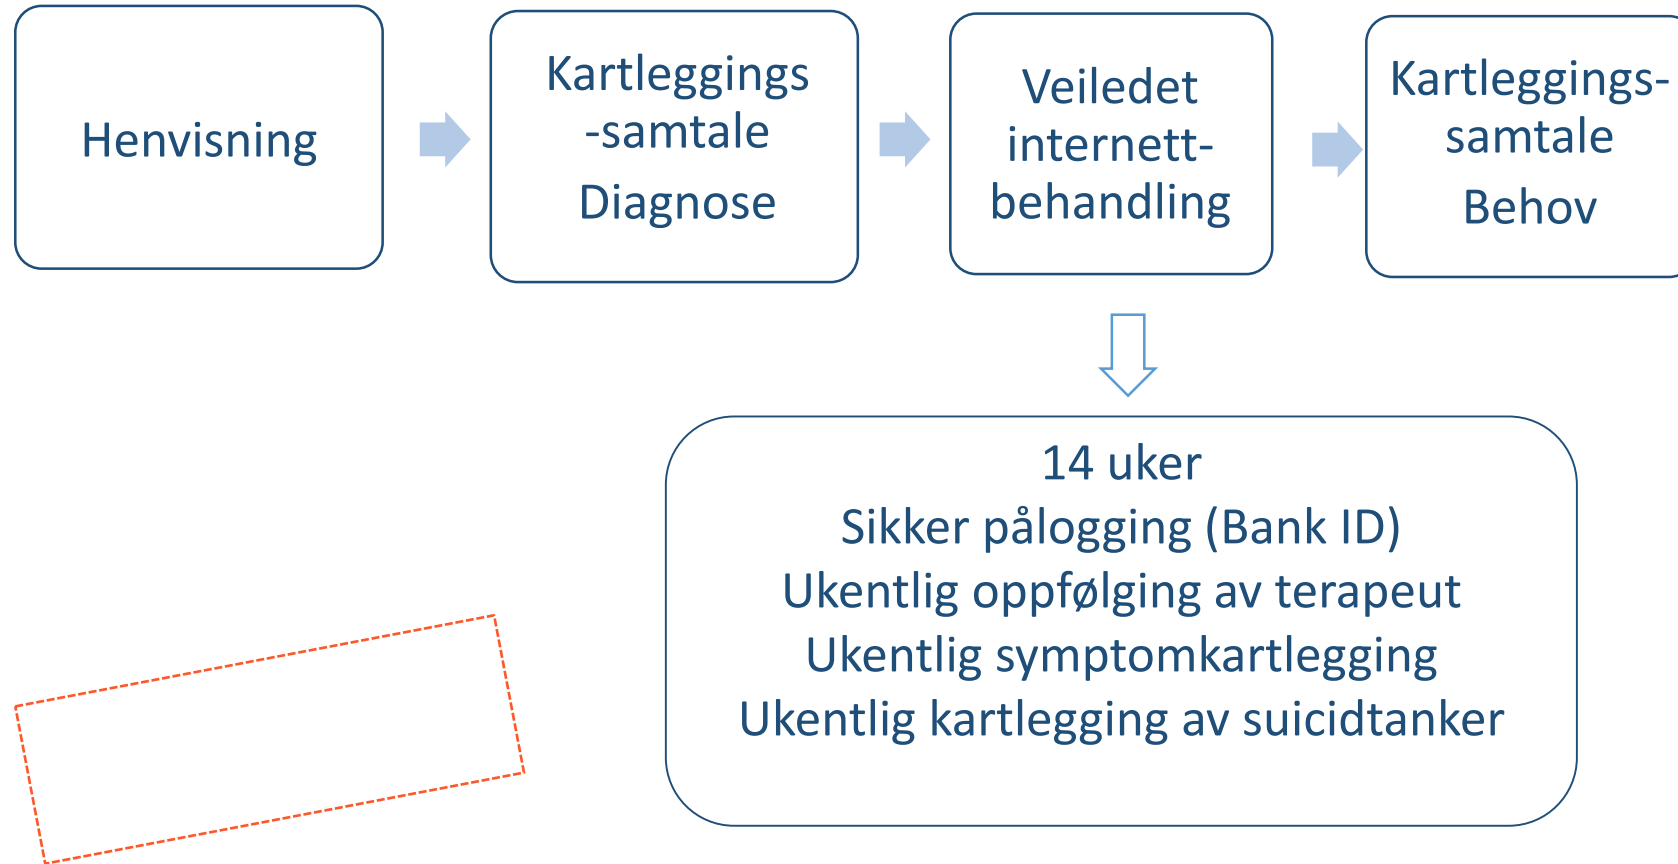 Henvisning
Kartleggings
-samtale
Diagnose
Veiledet
internett-
behandling
Kartleggings-
samtale
Behov
14 uker
Sikker pålogging (Bank ID)
Ukentlig oppfølging av terapeut
Ukentlig symptomkartlegging
Ukentlig kartlegging av suicidtanker